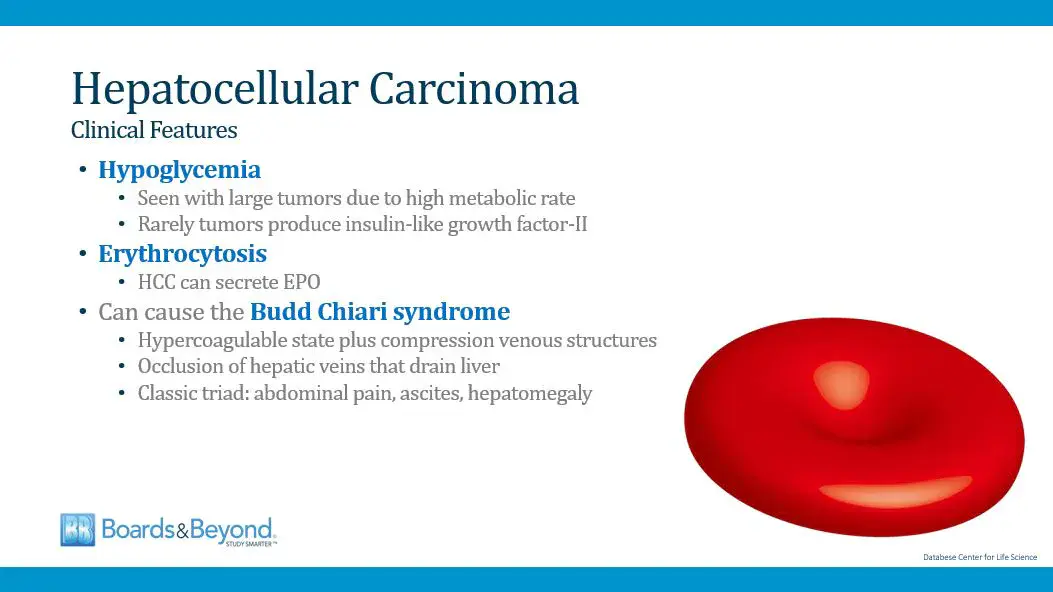 Hepatocellular Carcinoma
Clinical Features
• Hypoglycemia
• Seen with large tumors due to high metabolic rate
• Rarely tumors produce insulin-like growth factor-II
• Erythrocytosis
• HCC can secrete EPO
• Can cause the Budd Chiari syndrome
• Hypercoagulable state plus compression venous structures
• Occlusion of hepatic veins that drain liver
• Classic triad: abdominal pain, ascites, hepatomegaly
BB Boards&Beyond.
STUDY SMARTER™
Databese Center for Life Science